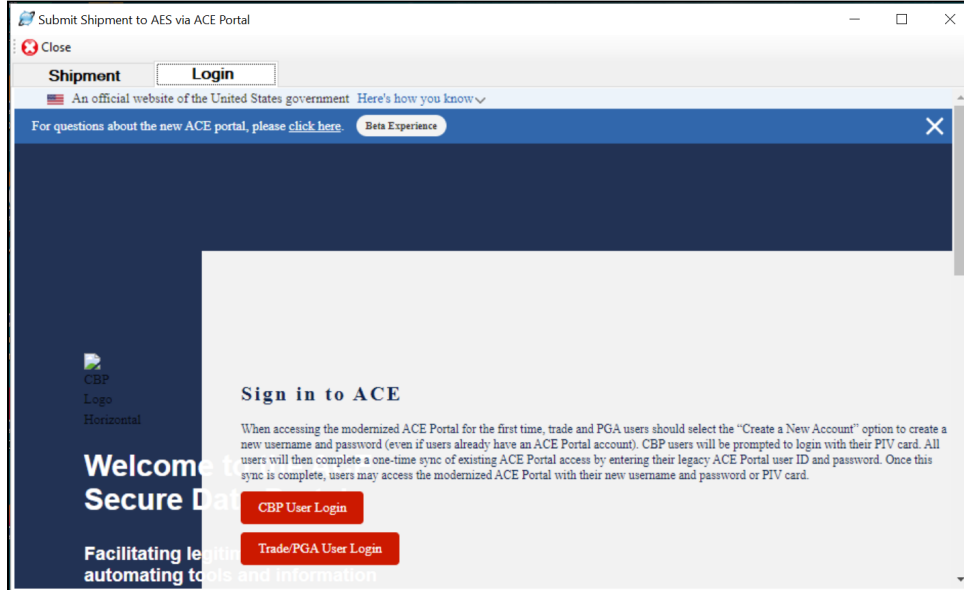 Submit Shipment to AES via ACE Portal
Close
Shipment Login
An official website of the United States government Here's how you know
For questions about the new ACE portal, please click here. Beta Experience
CBP
Logo
Horizontal
Sign in to ACE
When accessing the modernized ACE Portal for the first time, trade and PGA users should select the “Create a New Account” option to create a
new username and password (even if users already have an ACE Portal account). CBP users will be prompted to login with their PIV card. All
users will then complete a one-time sync of existing ACE Portal access by entering their legacy ACE Portal user ID and password. Once this
sync is complete, users may access the modernized ACE Portal with their new username and password or PIV card.
Welcome to
Secure
CBP User Login
Trade/PGA User Login
Facilitating
automating tools and information